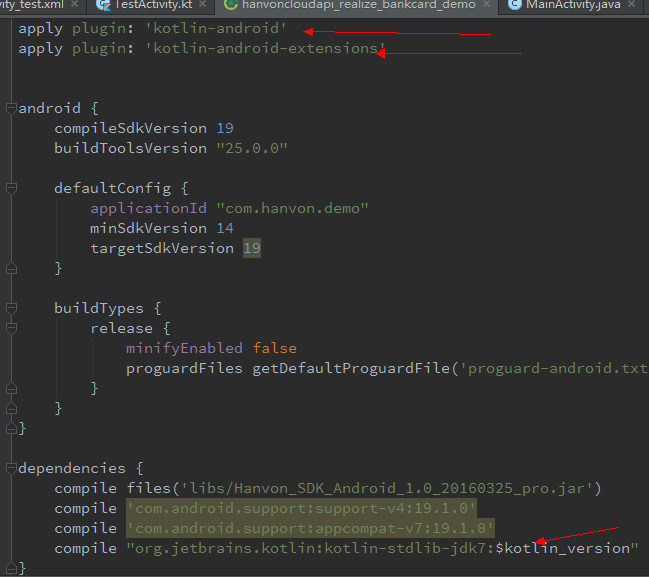 vity_test.xml × TestActivity.kt × hanvoncloudapi_realize_bankcard_demo × MainActivity.java ×
apply plugin: 'kotlin-android'
apply plugin: 'kotlin-android-extensions'
android {
compileSdkVersion 19
buildToolsVersion "25.0.0"
defaultConfig {
applicationId "com.hanvon.demo"
minSdkVersion 14
targetSdkVersion 19
}
buildTypes {
release {
minifyEnabled false
proguardFiles getDefaultProguardFile('proguard-android.txt
}
}
}
dependencies {
compile files('libs/Hanvon_SDK_Android_1.0_20160325_pro.jar')
compile 'com.android.support:support-v4:19.1.0'
compile 'com.android.support:appcompat-v7:19.1.0'
compile "org.jetbrains.kotlin:kotlin-stdlib-jdk7:$kotlin_version"
}